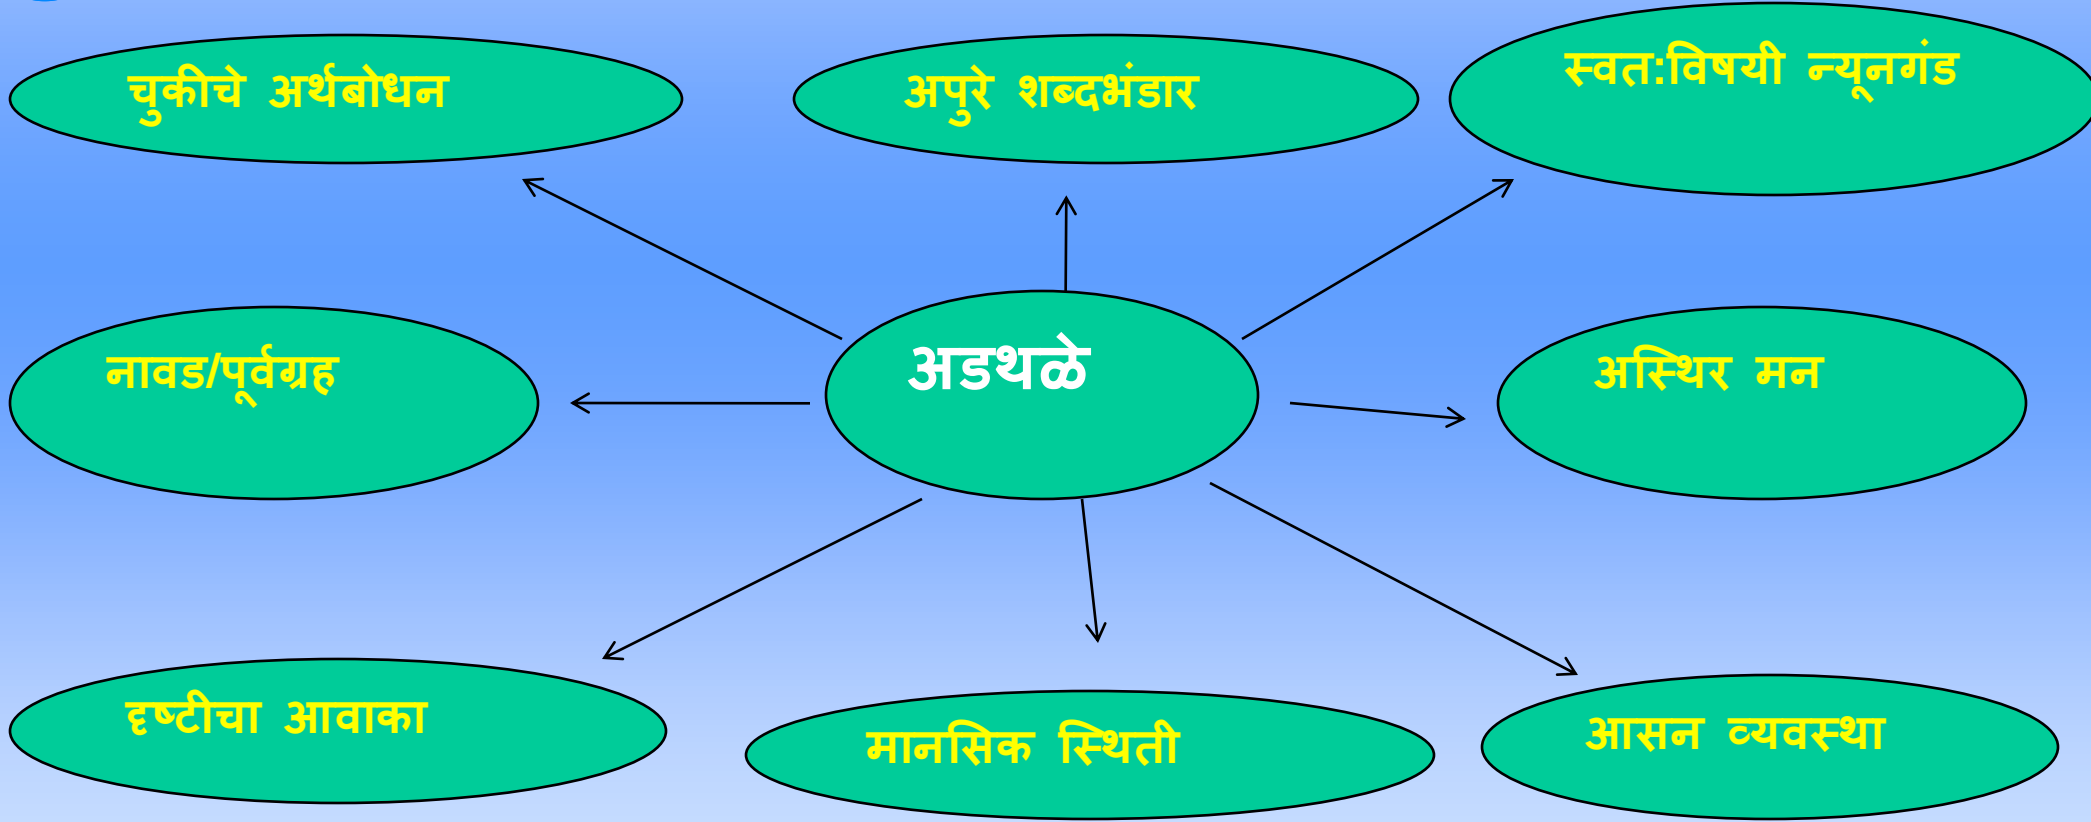 चुकीचे अर्थबोधन
अपुरे शब्दभंडार
स्वत:विषयी न्यूनगंड
नावड/पूर्वग्रह
अडथळे
अस्थिर मन
दृष्टीचा आवाका
मानसिक स्थिती
आसन व्यवस्था